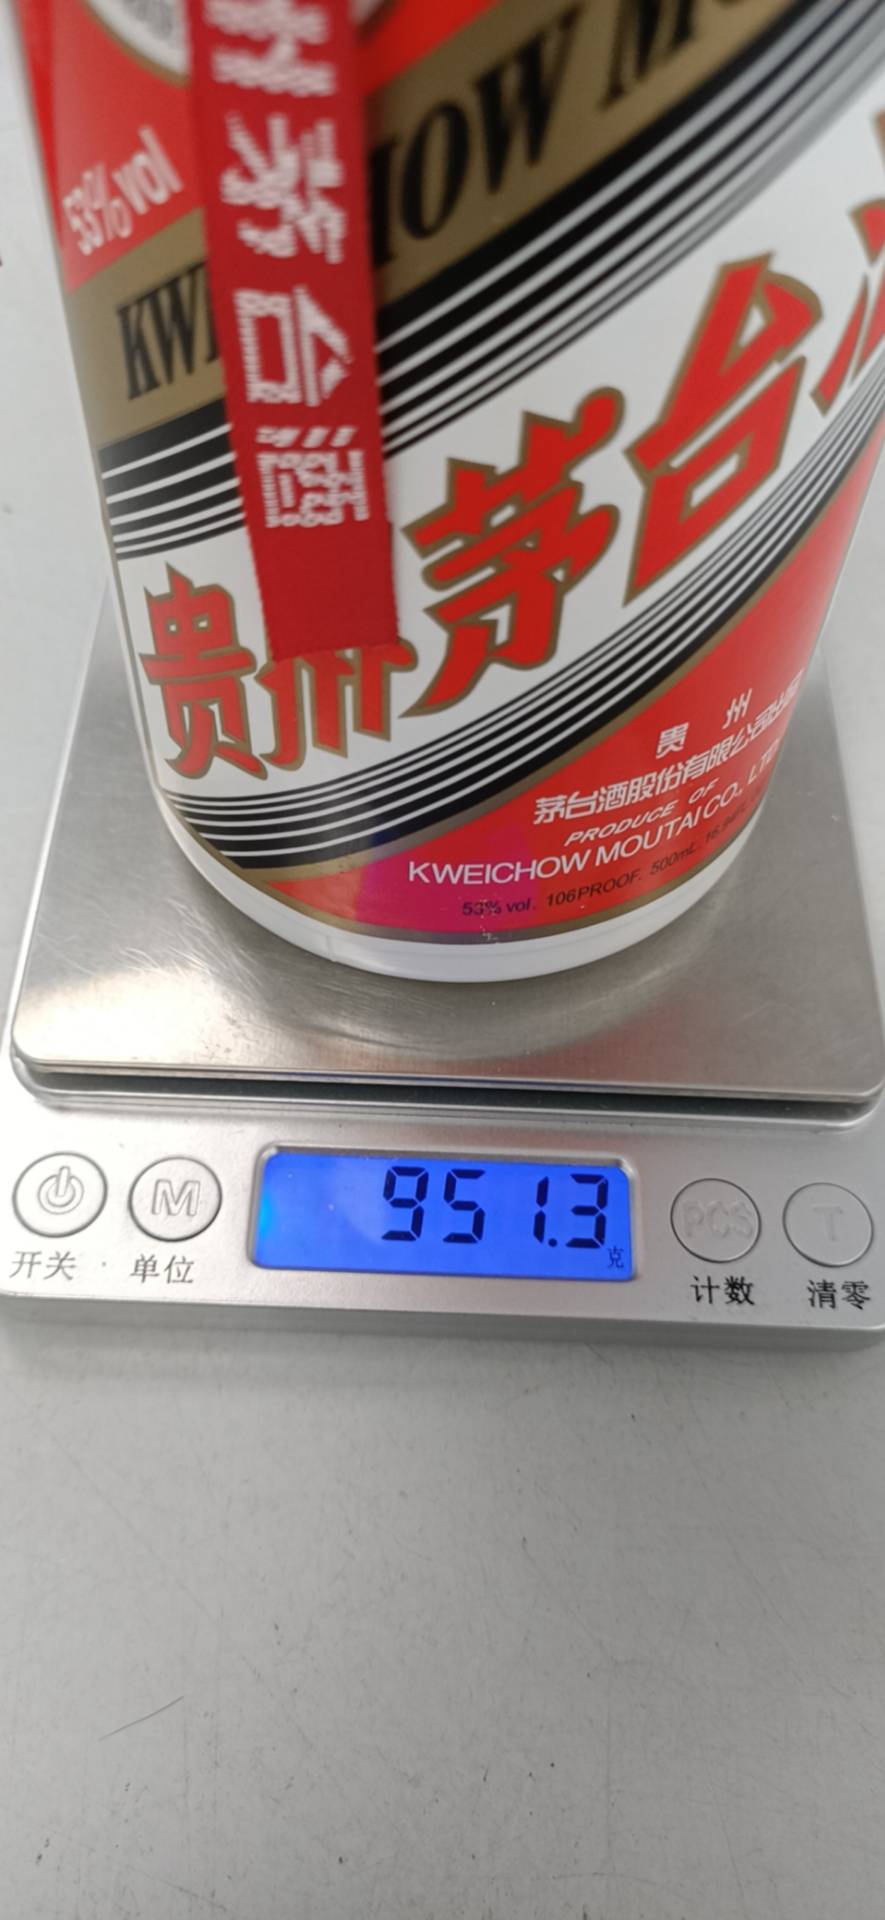 53%vol
茅台酒
贵州茅台
贵 州
茅台酒股份有限公司出品
PRODUCE OF
KWEICHOW MOUTAI CO., LTD
53% vol. 106PROOF. 500mL.
951.3
克
M
PCS
T
开关
单位
计数
清零